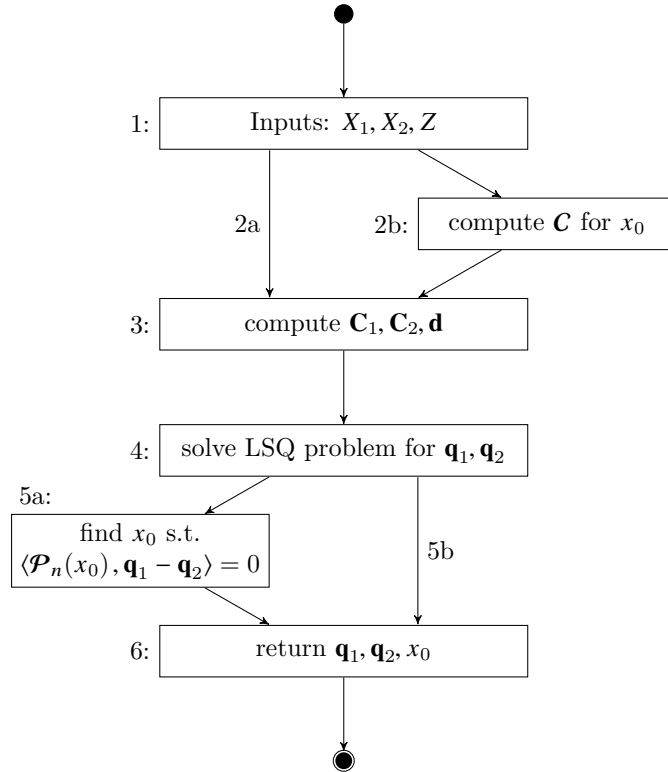 1: Inputs: X₁, X₂, Z
2a
2b: compute 𝓒 for x₀
3: compute 𝐂₁, 𝐂₂, 𝐝
4: solve LSQ problem for 𝐪₁, 𝐪₂
5a:
find x₀ s.t.
⟨𝓟ₙ(x₀), 𝐪₁ − 𝐪₂⟩ = 0
5b
6: return 𝐪₁, 𝐪₂, x₀